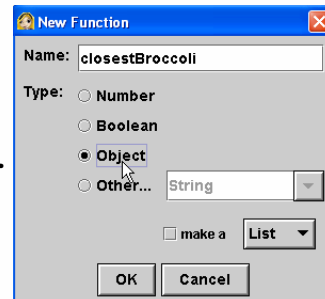 New Function
Name: closestBroccoli
Type: Number
Boolean
Object
Other... String
make a List
OK Cancel